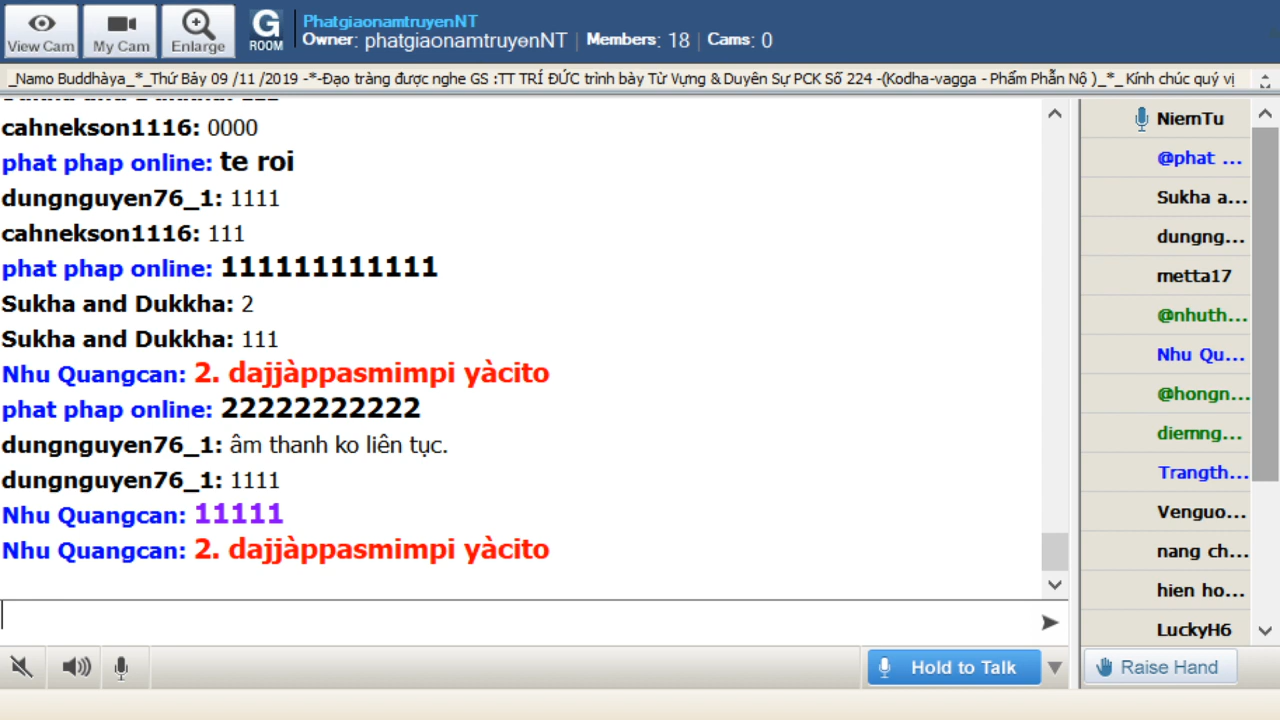 View Cam
My Cam
Enlarge
G
ROOM
PhatgiaonamtruyenNT
Owner: phatgiaonamtruyenNT | Members: 18 | Cams: 0
_Namo Buddhàya_*_Thứ Bảy 09 /11 /2019 -*-Đạo tràng được nghe GS :TT TRÍ ĐỨC trình bày Từ Vựng & Duyên Sự PCK Số 224 -(Kodha-vagga - Phẩm Phẫn Nộ )_*_ Kính chúc quý vị
cahnekson1116: 0000
phat phap online: te roi
dungnguyen76_1: 1111
cahnekson1116: 111
phat phap online: 111111111111
Sukha and Dukkha: 2
Sukha and Dukkha: 111
Nhu Quangcan: 2. dajjàppasmimpi yàcito
phat phap online: 22222222222
dungnguyen76_1: âm thanh ko liên tục.
dungnguyen76_1: 1111
Nhu Quangcan: 11111
Nhu Quangcan: 2. dajjàppasmimpi yàcito
NiemTu
@phat ...
Sukha a...
dungng...
metta17
@nhuth...
Nhu Qu...
@hongn...
diemng...
Trangth...
Venguo...
nang ch...
hien ho...
LuckyH6
Hold to Talk
Raise Hand